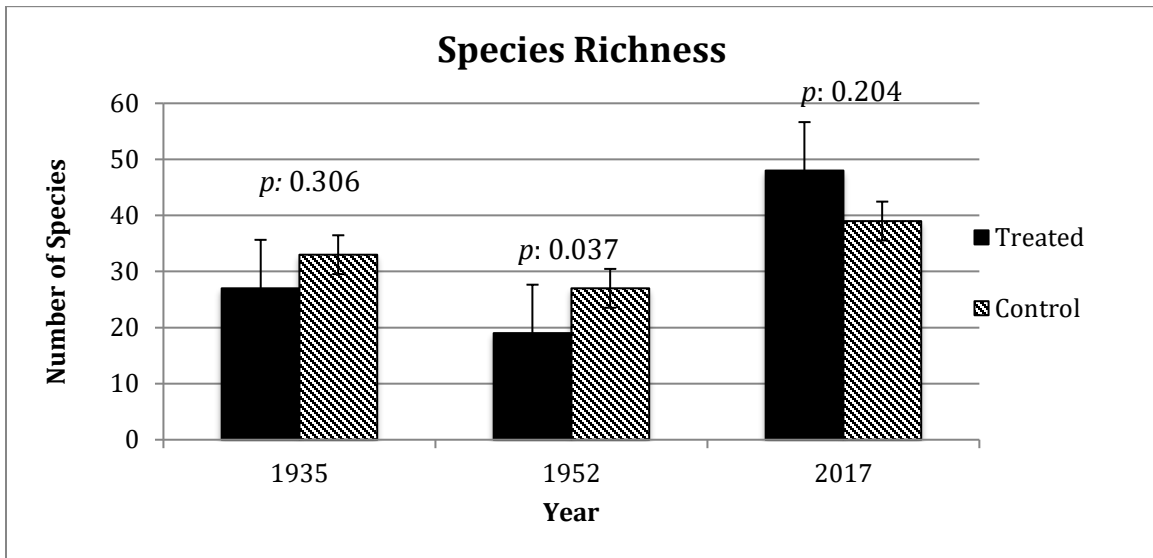 Species Richness
Number of Species
60
50
40
30
20
10
0
p: 0.306
p: 0.037
p: 0.204
1935
1952
2017
Year
Treated
Control